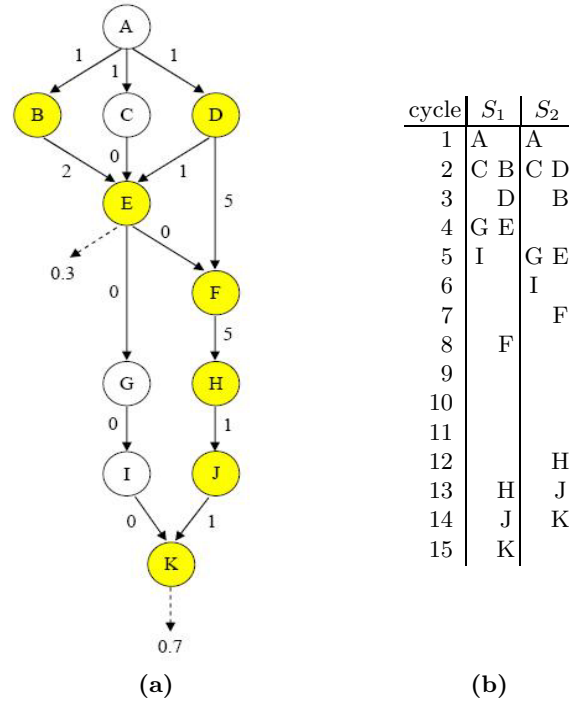 A
1 1 1
B C D
2 0 1
E 5
0 0.3
0 F
5
G H
0 1
I J
0 1
K
0.7
(a)
cycle S1 S2
1 A A
2 C B C D
3 D B
4 G E
5 I G E
6 I
7 F
8 F
9
10
11
12 H
13 H J
14 J K
15 K
(b)